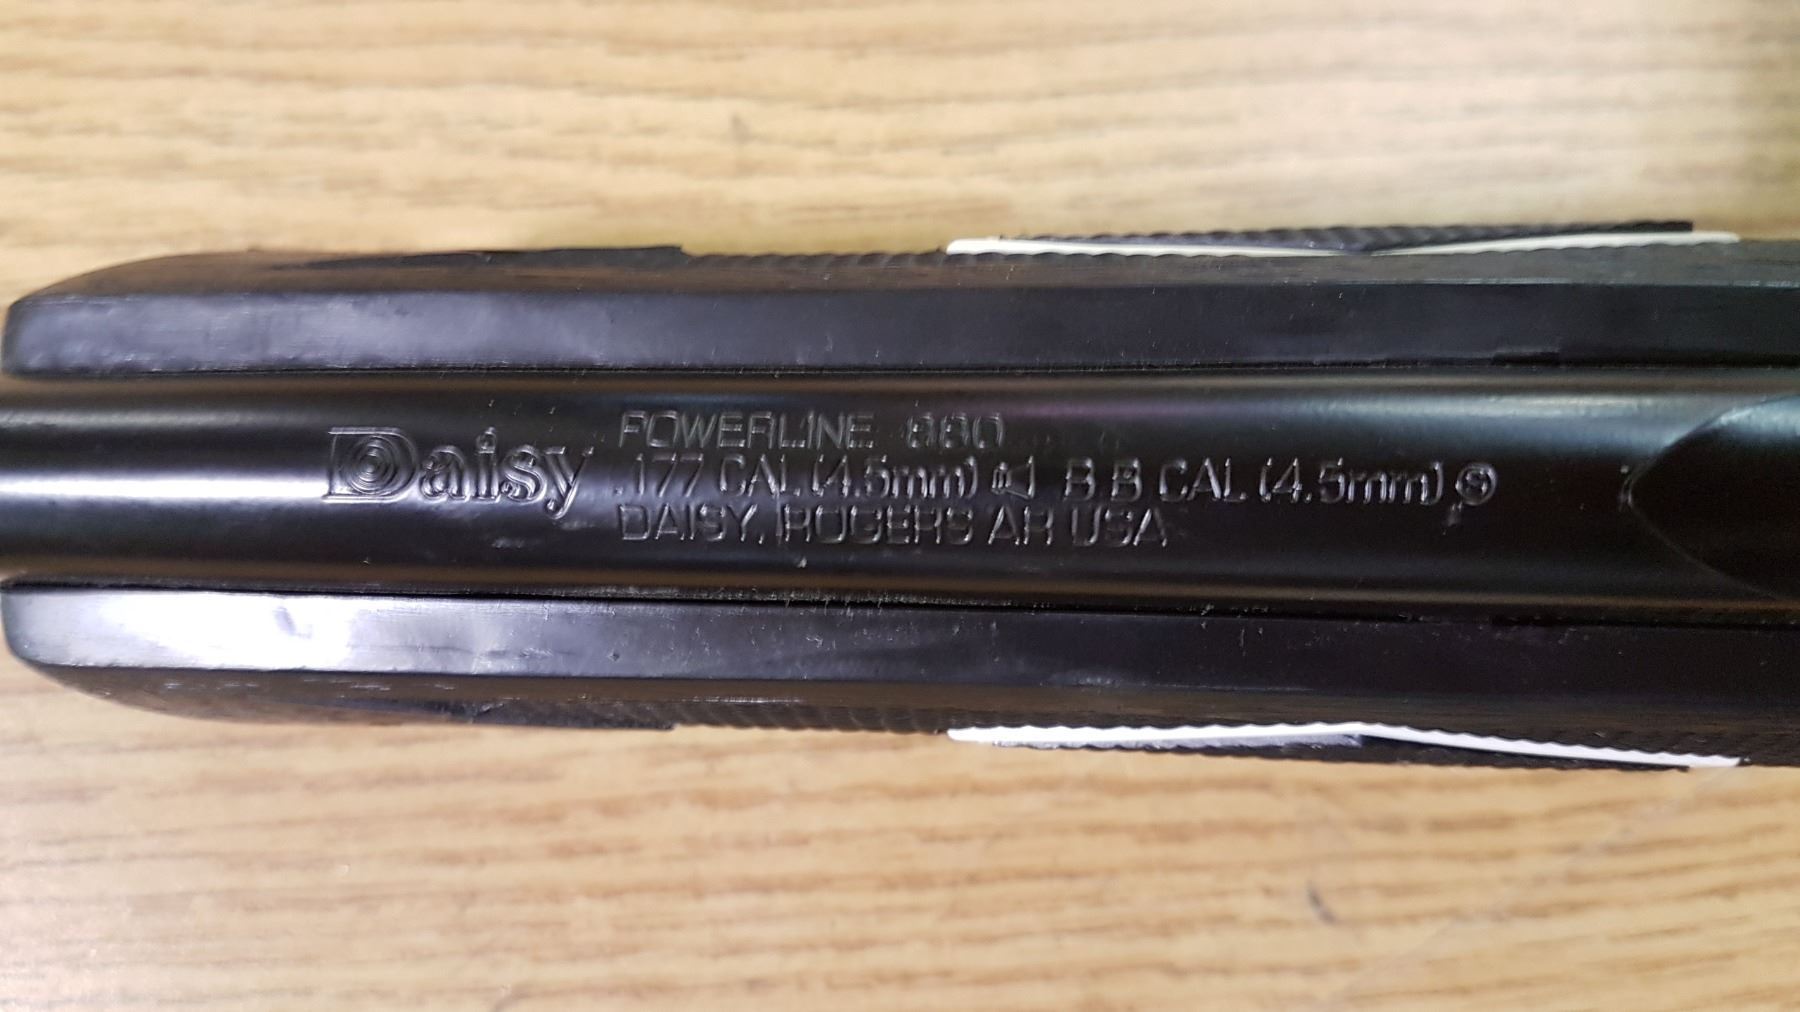 Daisy
POWERLINE 880
.177 CAL (4.5mm) B B CAL (4.5mm) S
DAISY, ROGERS AR USA